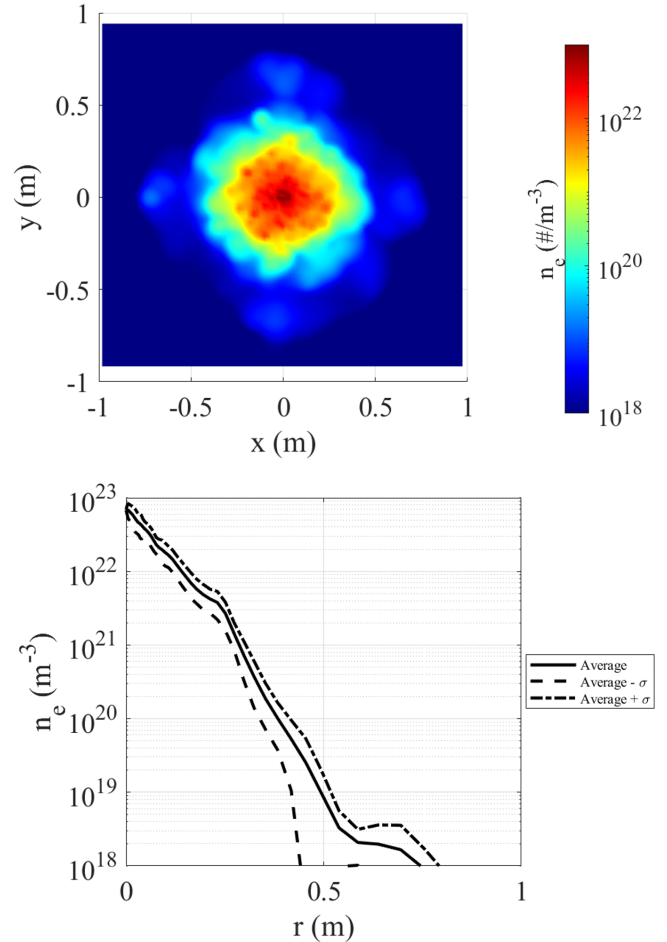 1
0.5
0
-0.5
-1
y (m)
-1
-0.5
0
0.5
1
x (m)
n_e (#/m^-3)
10^22
10^20
10^18
10^23
10^22
10^21
10^20
10^19
10^18
n_e (m^-3)
0
0.5
1
r (m)
Average
Average - σ
Average + σ